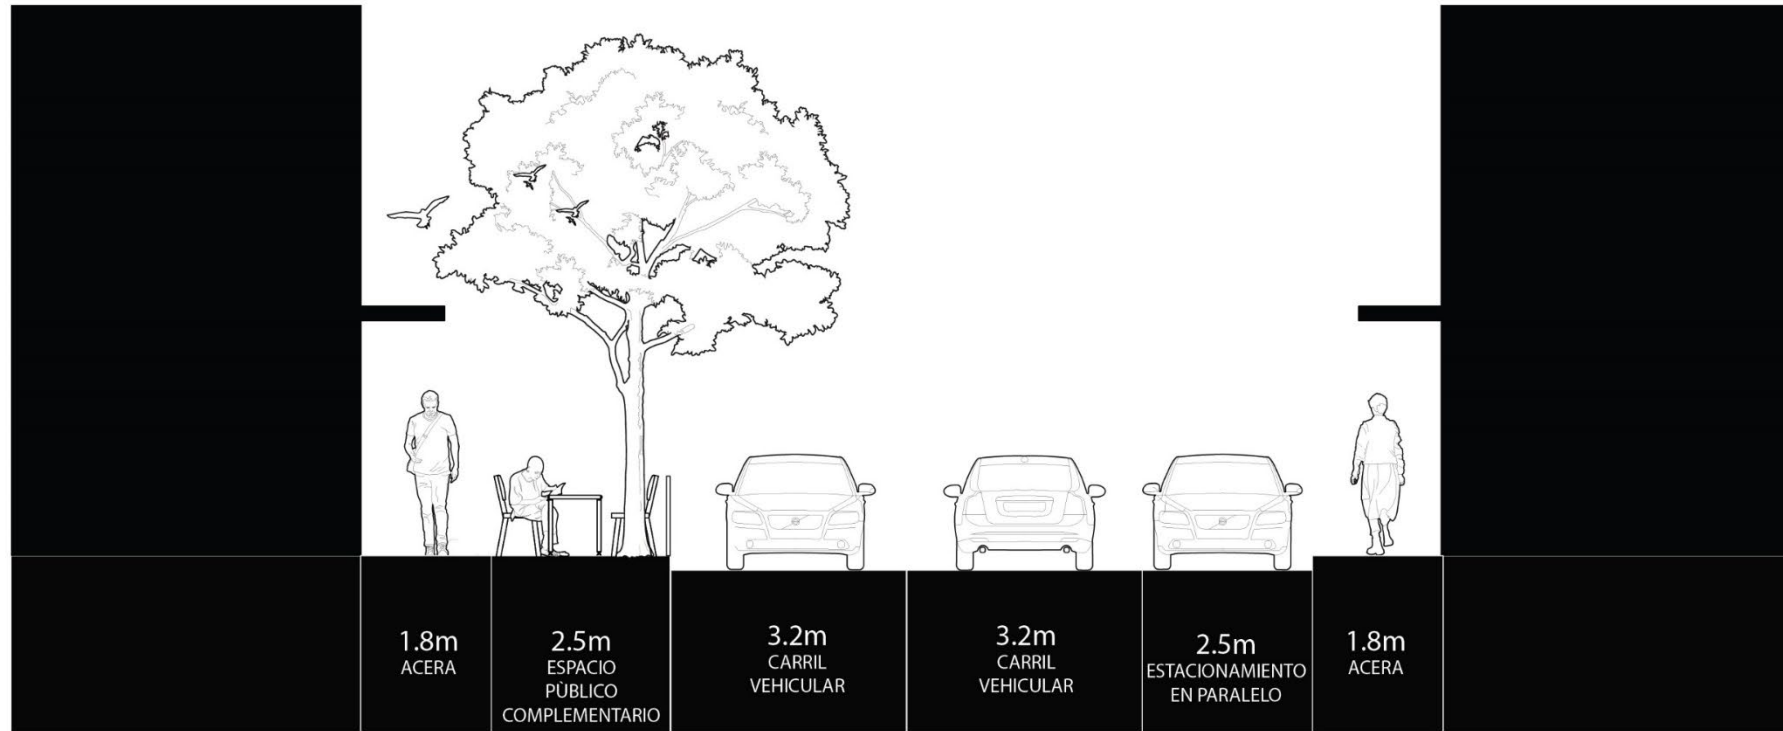 1.8m
ACERA
2.5m
ESPACIO
PÙBLICO
COMPLEMENTARIO
3.2m
CARRIL
VEHICULAR
3.2m
CARRIL
VEHICULAR
2.5m
ESTACIONAMIENTO
EN PARALELO
1.8m
ACERA